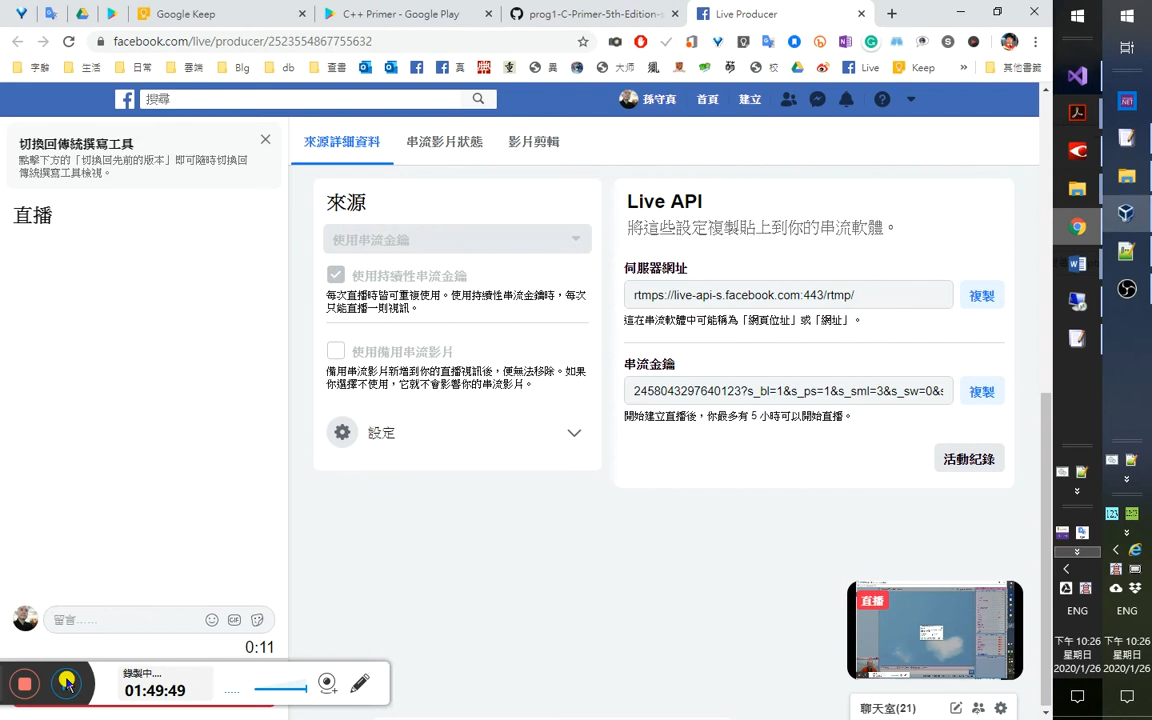 Google Keep
C++ Primer - Google Play
prog1-C-Primer-5th-Edition-s
Live Producer
facebook.com/live/producer/2523554867755632
字辭
生活
日常
雲端
Blg
db
查書
真
異
大师
权
Live
Keep
»
其他書籤
搜尋
孫守真
首頁
建立
切換回傳統撰寫工具
點擊下方的「切換回先前的版本」即可隨時切換回
傳統撰寫工具檢視。
直播
來源詳細資料
串流影片狀態
影片剪輯
來源
使用串流金鑰
使用持續性串流金鑰
每次直播時皆可重複使用。使用持續性串流金鑰時，每次
只能直播一則視訊。
使用備用串流影片
備用串流影片新增到你的直播視訊後，便無法移除。如果
你選擇不使用，它就不會影響你的串流影片。
設定
Live API
將這些設定複製貼上到你的串流軟體。
伺服器網址
rtmps://live-api-s.facebook.com:443/rtmp/
複製
這在串流軟體中可能稱為「網頁位址」或「網址」。
串流金鑰
2458043297640123?s_bl=1&s_ps=1&s_sml=3&s_sw=0&s
複製
開始建立直播後，你最多有 5 小時可以開始直播。
活動紀錄
直播
留言......
GIF
0:11
錄製中....
01:49:49
聊天室(21)
.NET
ENG
ENG
下午 10:26
星期日
2020/1/26
下午 10:26
星期日
2020/1/26